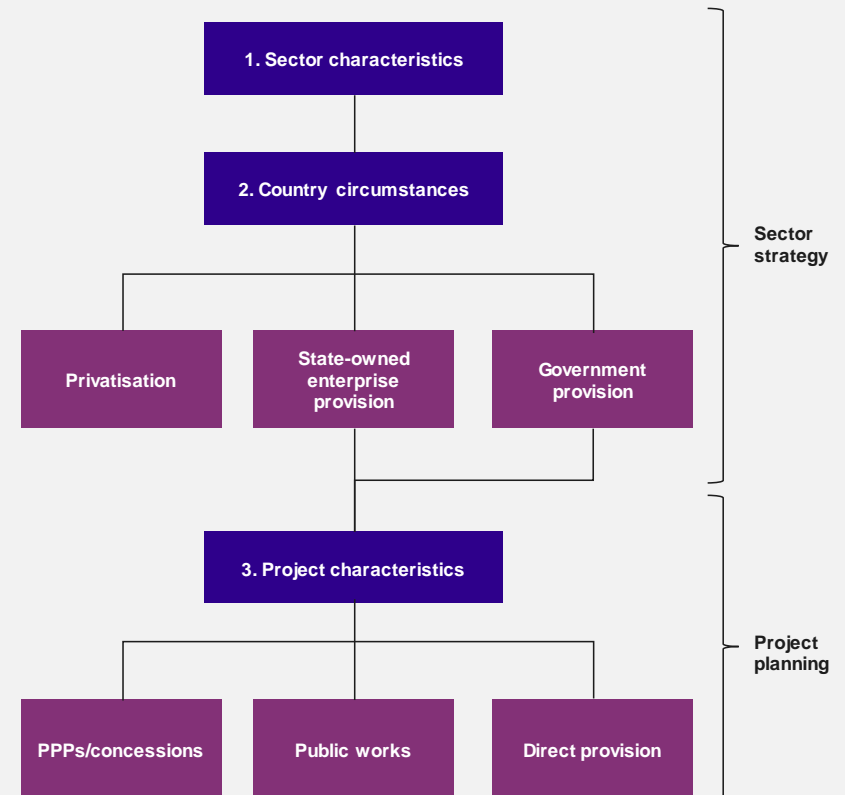 1. Sector characteristics
2. Country circumstances
Sector
strategy
Privatisation
State-owned
enterprise
provision
Government
provision
3. Project characteristics
Project
planning
PPPs/concessions
Public works
Direct provision